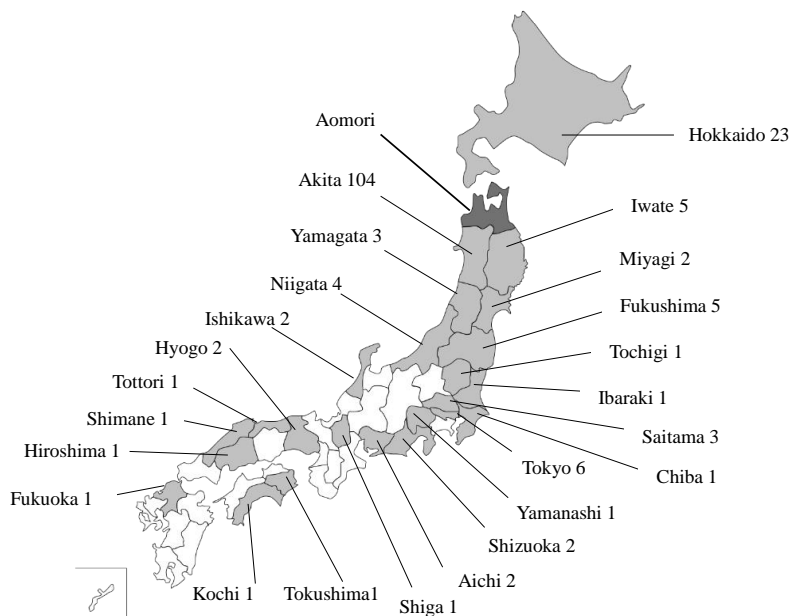 Aomori
Hokkaido 23
Akita 104
Iwate 5
Yamagata 3
Miyagi 2
Niigata 4
Fukushima 5
Ishikawa 2
Hyogo 2
Tochigi 1
Tottori 1
Ibaraki 1
Shimane 1
Saitama 3
Hiroshima 1
Tokyo 6
Chiba 1
Fukuoka 1
Yamanashi 1
Shizuoka 2
Aichi 2
Kochi 1
Tokushima1
Shiga 1